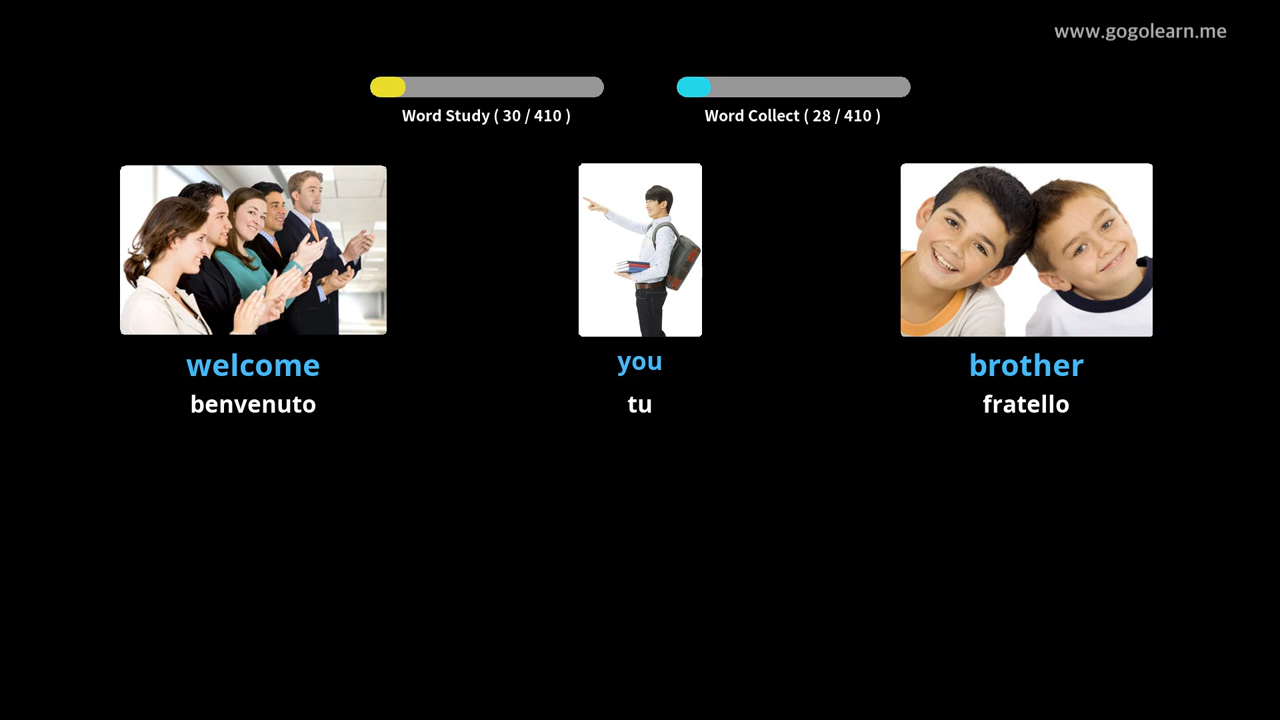 www.gogolearn.me
Word Study ( 30 / 410 )
Word Collect ( 28 / 410 )
welcome
benvenuto
you
tu
brother
fratello